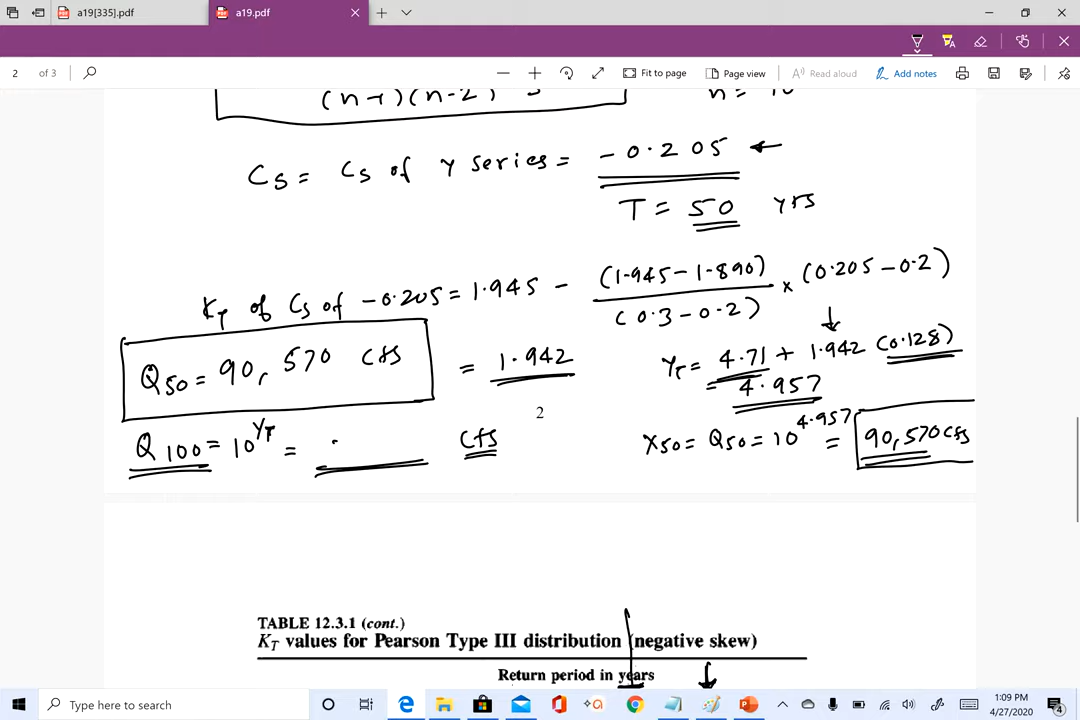 a19[335].pdf
a19.pdf
2 of 3
Fit to page
Page view
Read aloud
Add notes
(n-1)(n-2) s
n = 10
Cs = Cs of Y series = -0.205
T = 50 yrs
KT of Cs of -0.205 = 1.945 - (1.945-1.890) / (0.3-0.2) × (0.205-0.2)
= 1.942
Q50 = 90,570 cfs
YT = 4.71 + 1.942 (0.128)
= 4.957
2
Q100 = 10^YT = cfs
X50 = Q50 = 10^4.957 = 90,570 cfs
TABLE 12.3.1 (cont.)
KT values for Pearson Type III distribution (negative skew)
Return period in years
Type here to search
1:09 PM
4/27/2020
4